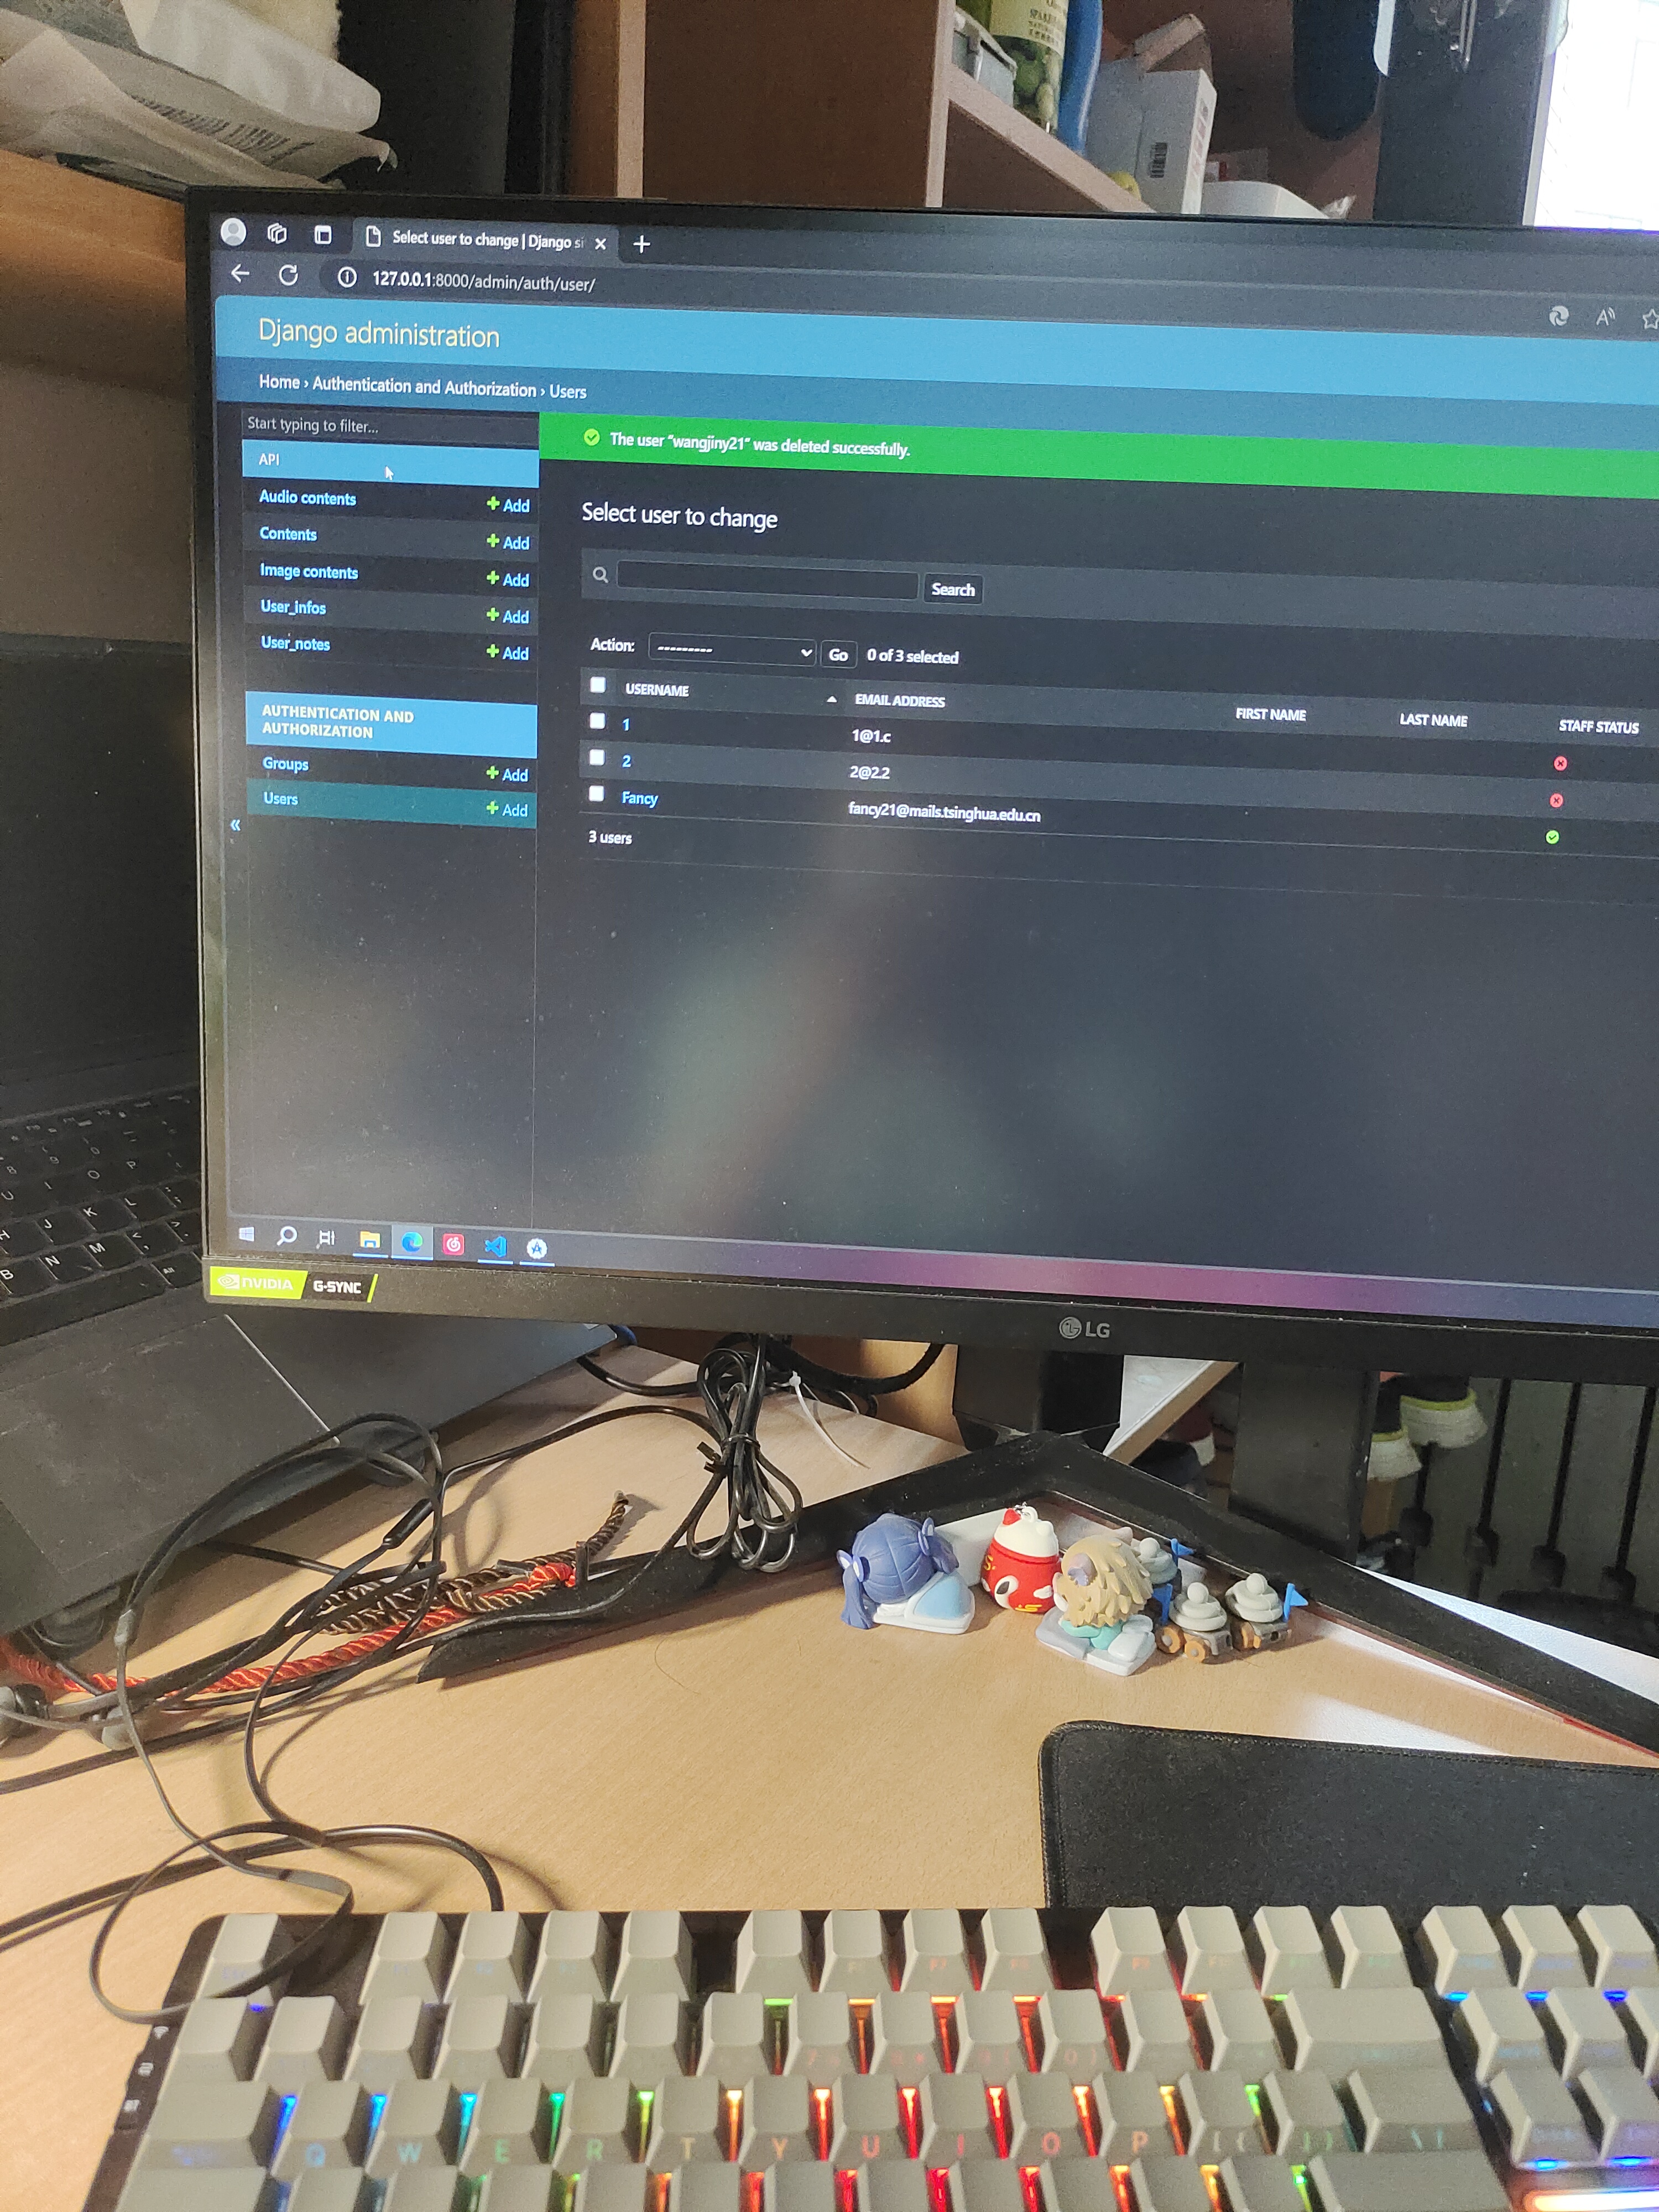 Select user to change | Django si
127.0.0.1:8000/admin/auth/user/
Django administration
Home › Authentication and Authorization › Users
Start typing to filter...
The user “wangjiny21” was deleted successfully.
API
Audio contents + Add
Contents + Add
Image contents + Add
User_infos + Add
User_notes + Add
AUTHENTICATION AND
AUTHORIZATION
Groups + Add
Users + Add
«
Select user to change
Search
Action: --------- Go 0 of 3 selected
USERNAME EMAIL ADDRESS FIRST NAME LAST NAME STAFF STATUS
1 1@1.c
2 2@2.2
Fancy fancy21@mails.tsinghua.edu.cn
3 users
NVIDIA G-SYNC
LG
Q W E R T Y U I O P